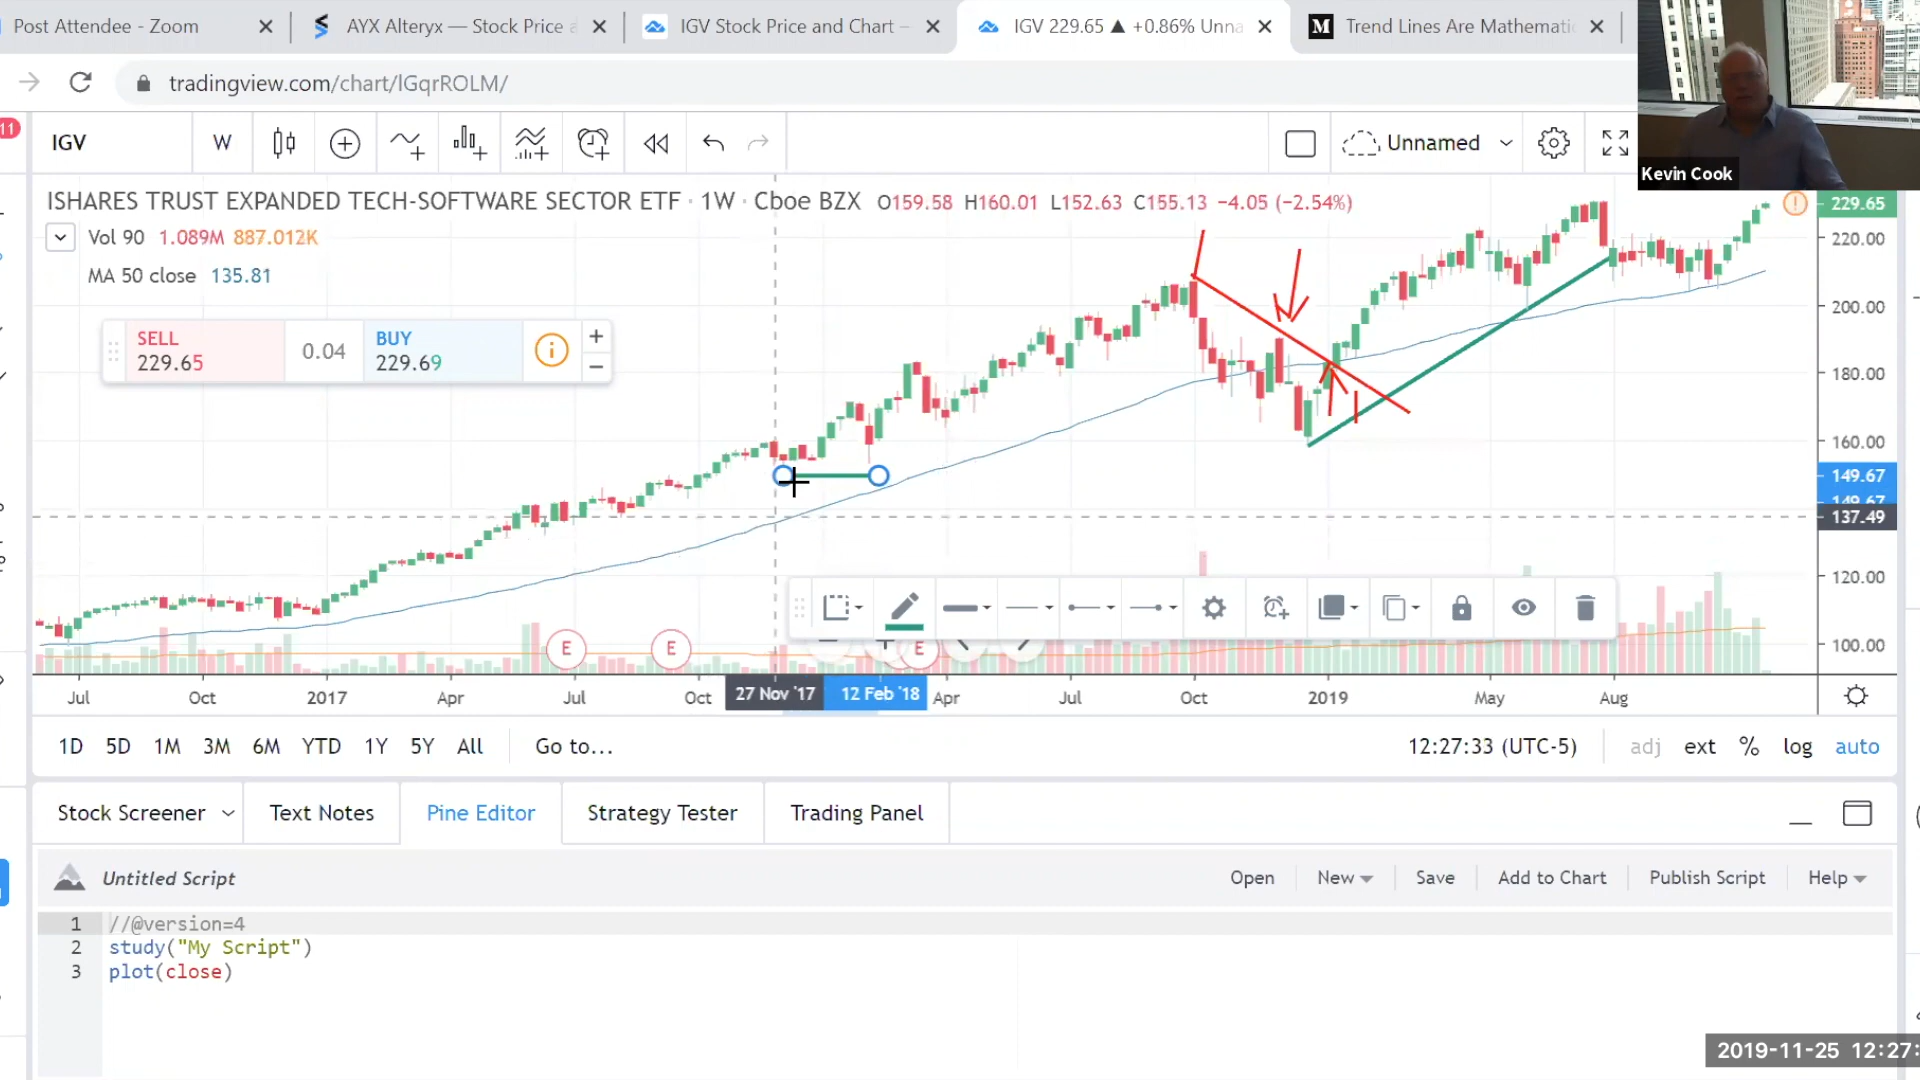 Post Attendee - Zoom
AYX Alteryx — Stock Price a
IGV Stock Price and Chart –
IGV 229.65 ▲ +0.86% Unna
M
Trend Lines Are Mathemati
tradingview.com/chart/lGqrROLM/
11
IGV
W
Unnamed
Kevin Cook
ISHARES TRUST EXPANDED TECH-SOFTWARE SECTOR ETF · 1W · Cboe BZX O159.58 H160.01 L152.63 C155.13 −4.05 (−2.54%)
Vol 90 1.089M 887.012K
MA 50 close 135.81
SELL
229.65
0.04
BUY
229.69
229.65
220.00
200.00
180.00
160.00
149.67
149.67
137.49
120.00
100.00
E
E
E
Jul
Oct
2017
Apr
Jul
Oct
27 Nov '17
12 Feb '18
Apr
Jul
Oct
2019
May
Aug
1D 5D 1M 3M 6M YTD 1Y 5Y All
Go to...
12:27:33 (UTC-5)
adj ext % log auto
Stock Screener
Text Notes
Pine Editor
Strategy Tester
Trading Panel
Untitled Script
Open
New
Save
Add to Chart
Publish Script
Help
1 //@version=4
2 study("My Script")
3 plot(close)
2019-11-25 12:27: